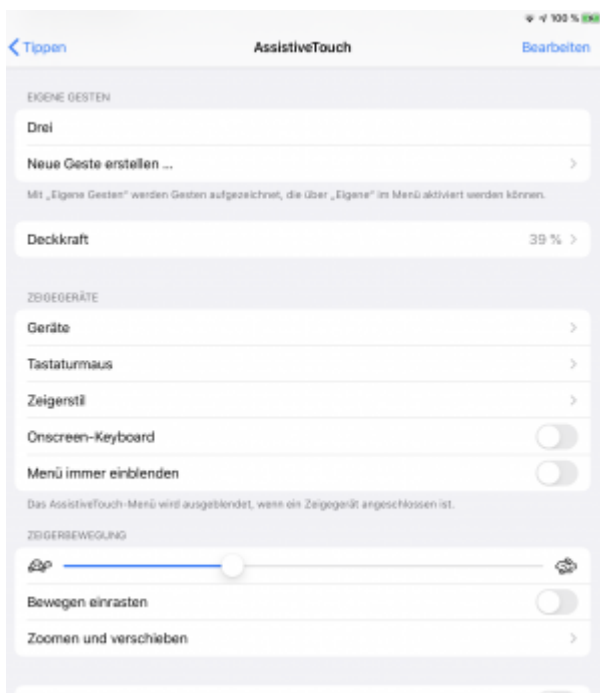 100 %
Tippen
AssistiveTouch
Bearbeiten
EIGENE GESTEN
Drei
Neue Geste erstellen ...
Mit „Eigene Gesten“ werden Gesten aufgezeichnet, die über „Eigene“ im Menü aktiviert werden können.
Deckkraft
39 %
ZEIGEGERÄTE
Geräte
Tastaturmaus
Zeigerstil
Onscreen-Keyboard
Menü immer einblenden
Das AssistiveTouch-Menü wird ausgeblendet, wenn ein Zeigegerät angeschlossen ist.
ZEIGERBEWEGUNG
Bewegen einrasten
Zoomen und verschieben